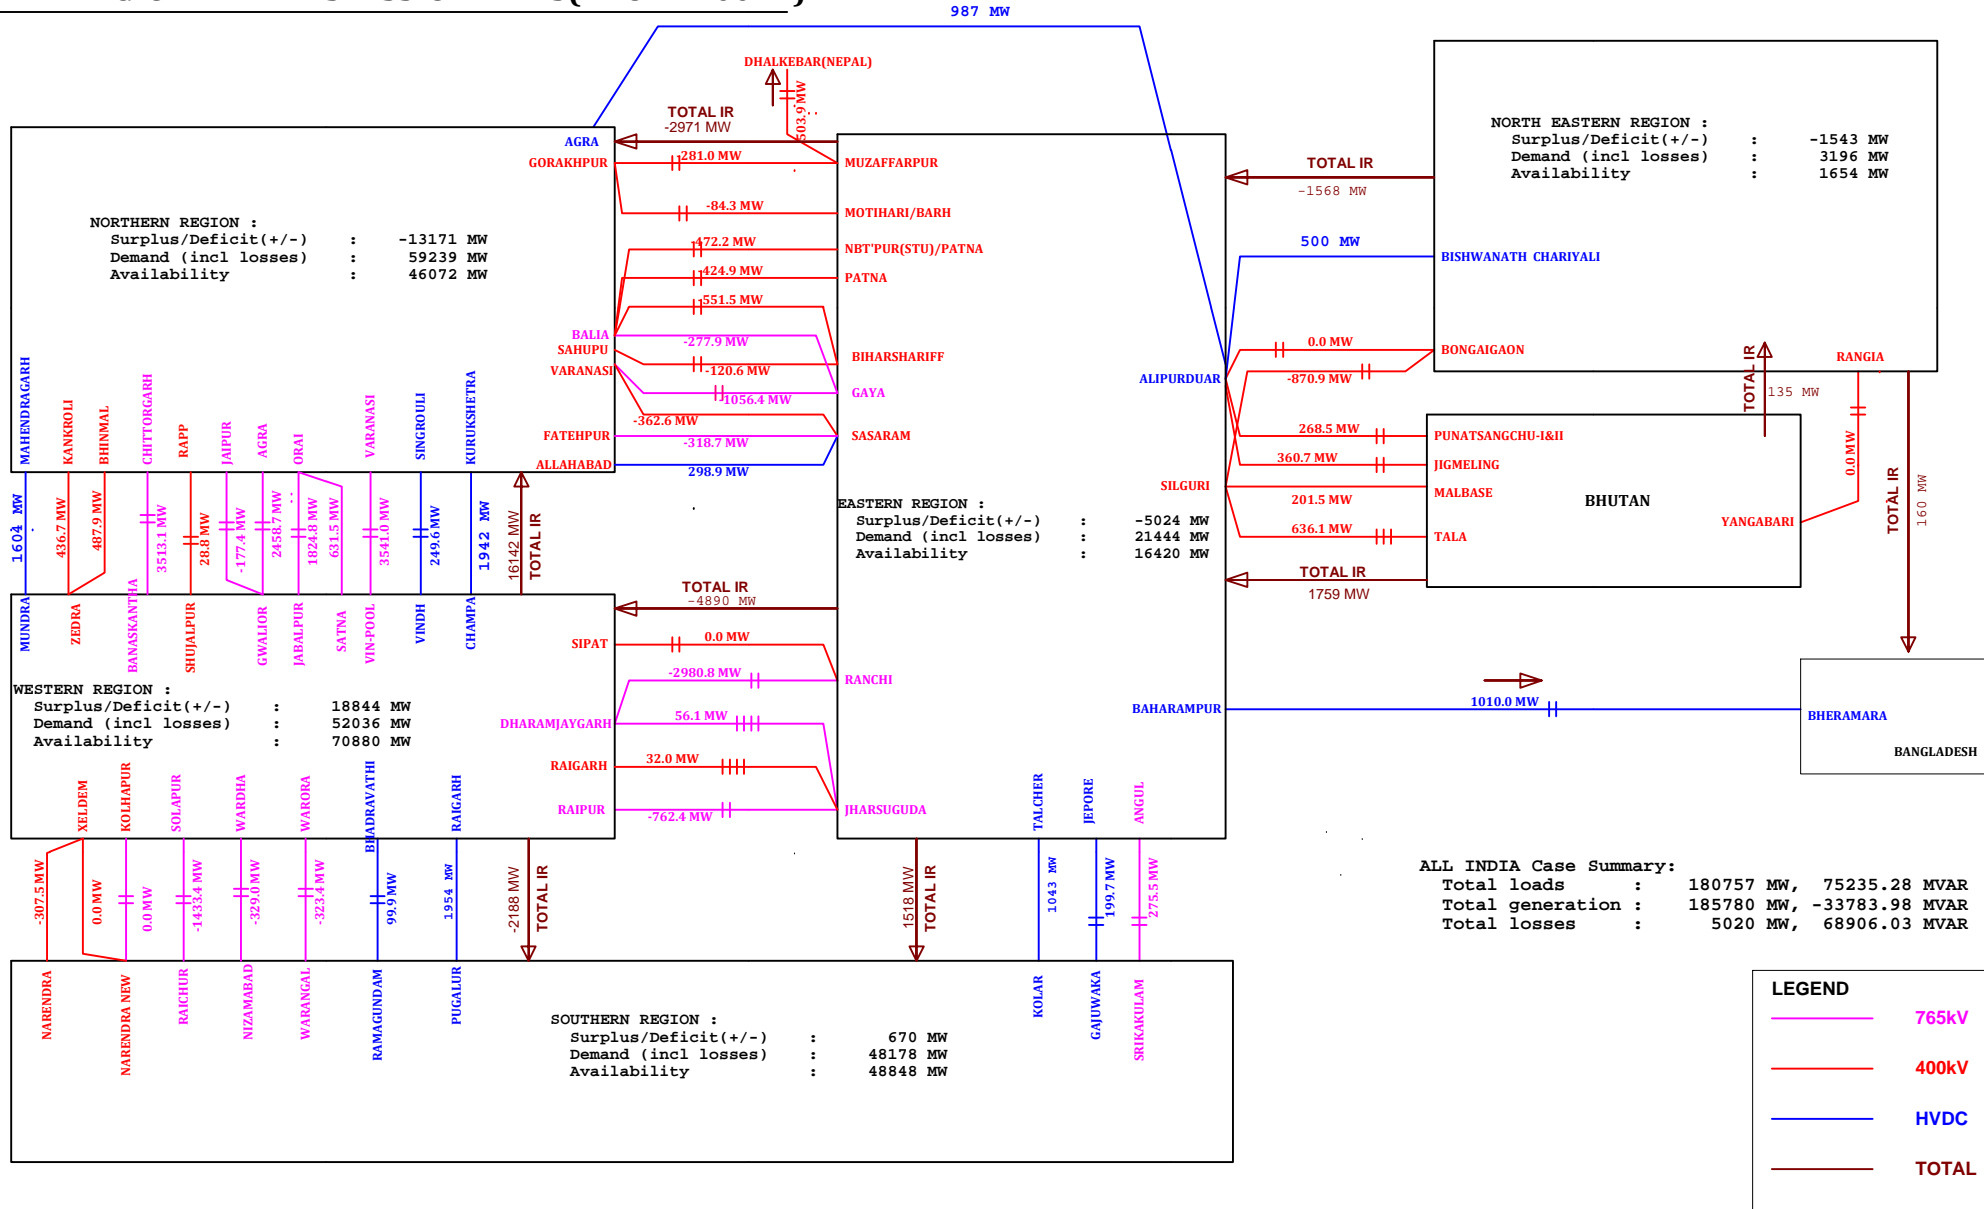 987 MW
DHALKEBAR(NEPAL)
503.9 MW
TOTAL IR
-2971 MW
AGRA
GORAKHPUR
281.0 MW
MUZAFFARPUR
-84.3 MW
MOTIHARI/BARH
-472.2 MW
NBT'PUR(STU)/PATNA
424.9 MW
PATNA
551.5 MW
BALIA
-277.9 MW
SAHUPU
BIHARSHARIFF
VARANASI
-120.6 MW
-1056.4 MW
GAYA
-362.6 MW
FATEHPUR
-318.7 MW
SASARAM
ALLAHABAD
298.9 MW
NORTHERN REGION :
Surplus/Deficit(+/-) : -13171 MW
Demand (incl losses) : 59239 MW
Availability : 46072 MW
NORTH EASTERN REGION :
Surplus/Deficit(+/-) : -1543 MW
Demand (incl losses) : 3196 MW
Availability : 1654 MW
TOTAL IR
-1568 MW
500 MW
BISHWANATH CHARIYALI
0.0 MW
BONGAIGAON
RANGIA
ALIPURDUAR
-870.9 MW
TOTAL IR
135 MW
268.5 MW
PUNATSANGCHU-I&II
360.7 MW
JIGMELING
SILGURI
201.5 MW
MALBASE
BHUTAN
636.1 MW
TALA
YANGABARI
0.0 MW
TOTAL IR
160 MW
TOTAL IR
1759 MW
EASTERN REGION :
Surplus/Deficit(+/-) : -5024 MW
Demand (incl losses) : 21444 MW
Availability : 16420 MW
MAHENDRAGARH
KANKROLI
BHINMAL
CHITTORGARH
RAPP
JAIPUR
AGRA
ORAI
VARANASI
SINGROULI
KURUKSHETRA
1604 MW
436.7 MW
487.9 MW
3513.1 MW
28.8 MW
-177.4 MW
2458.7 MW
1824.8 MW
631.5 MW
3541.0 MW
249.6 MW
1942 MW
16142 MW
TOTAL IR
MUNDRA
ZEDRA
BANASKANTHA
SHUJALPUR
GWALIOR
JABALPUR
SATNA
VIN-POOL
VINDH
CHAMPA
TOTAL IR
-4890 MW
SIPAT
0.0 MW
-2980.8 MW
RANCHI
DHARAMJAYGARH
56.1 MW
RAIGARH
32.0 MW
RAIPUR
-762.4 MW
JHARSUGUDA
WESTERN REGION :
Surplus/Deficit(+/-) : 18844 MW
Demand (incl losses) : 52036 MW
Availability : 70880 MW
BAHARAMPUR
1010.0 MW
BHERAMARA
BANGLADESH
XELDEM
KOLHAPUR
SOLAPUR
WARDHA
WARORA
BHADRAVATHI
RAIGARH
TALCHER
JEPORE
ANGUL
-307.5 MW
0.0 MW
0.0 MW
-1433.4 MW
-329.0 MW
-323.4 MW
99.9 MW
1954 MW
-2188 MW
TOTAL IR
1518 MW
TOTAL IR
1043 MW
199.7 MW
275.5 MW
NARENDRA
NARENDRA NEW
RAICHUR
NIZAMABAD
WARANGAL
RAMAGUNDAM
PUGALUR
KOLAR
GAJUWAKA
SRIKAKULAM
SOUTHERN REGION :
Surplus/Deficit(+/-) : 670 MW
Demand (incl losses) : 48178 MW
Availability : 48848 MW
ALL INDIA Case Summary:
Total loads : 180757 MW, 75235.28 MVAR
Total generation : 185780 MW, -33783.98 MVAR
Total losses : 5020 MW, 68906.03 MVAR
LEGEND
765kV
400kV
HVDC
TOTAL